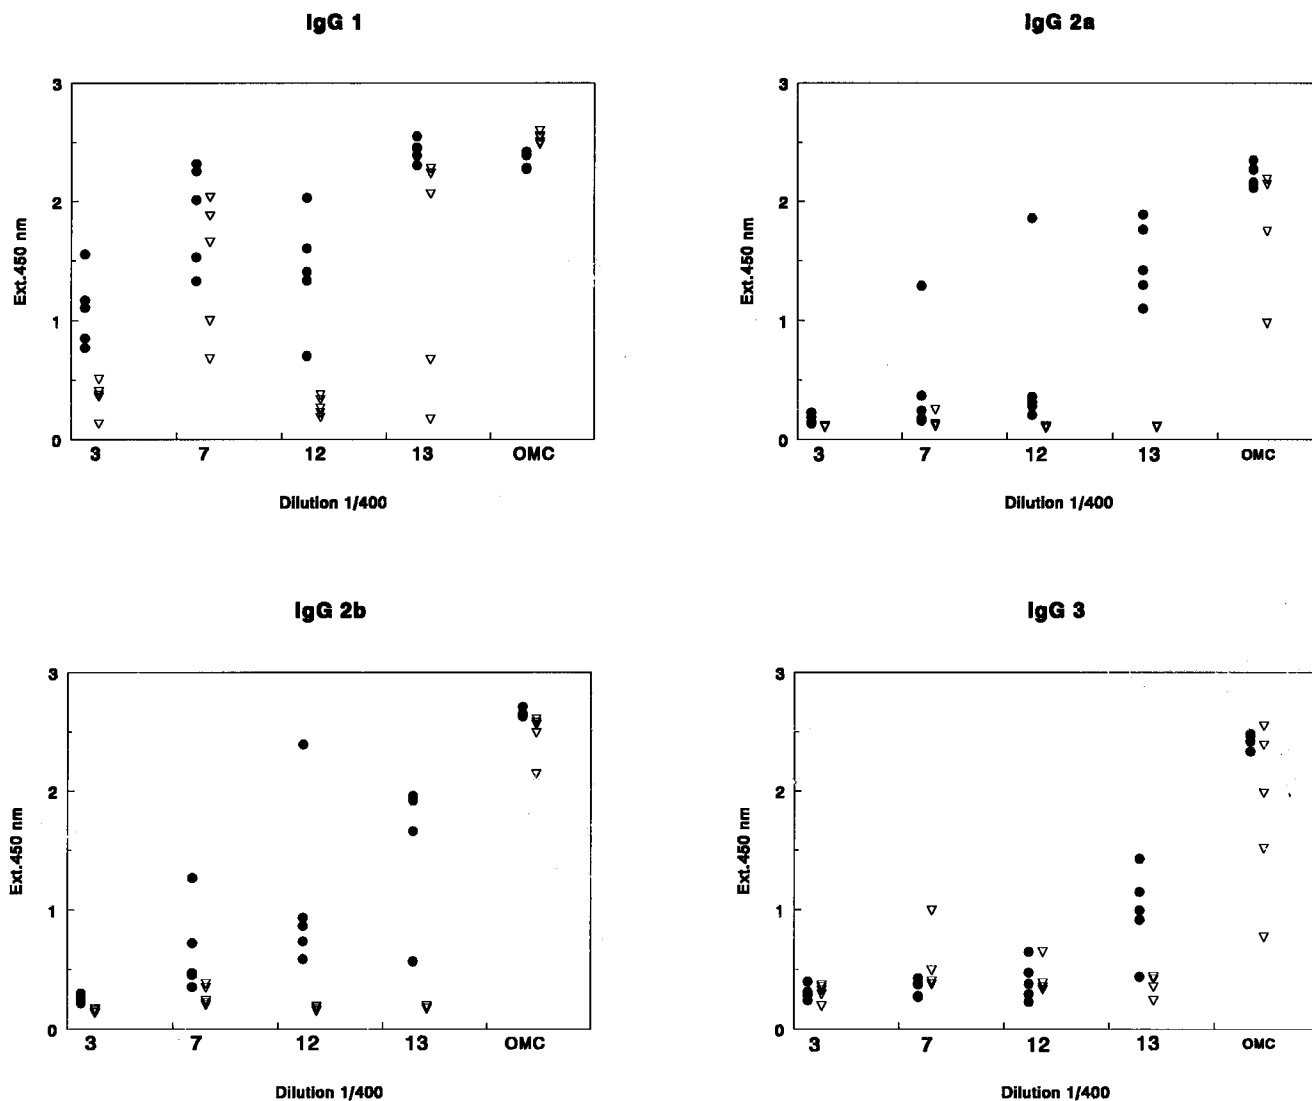 IgG 1
IgG 2a
3
2
1
0
Ext.450 nm
3 7 12 13 OMC
Dilution 1/400
3
2
1
0
Ext.450 nm
3 7 12 13 OMC
Dilution 1/400
IgG 2b
IgG 3
3
2
1
0
Ext.450 nm
3 7 12 13 OMC
Dilution 1/400
3
2
1
0
Ext.450 nm
3 7 12 13 OMC
Dilution 1/400